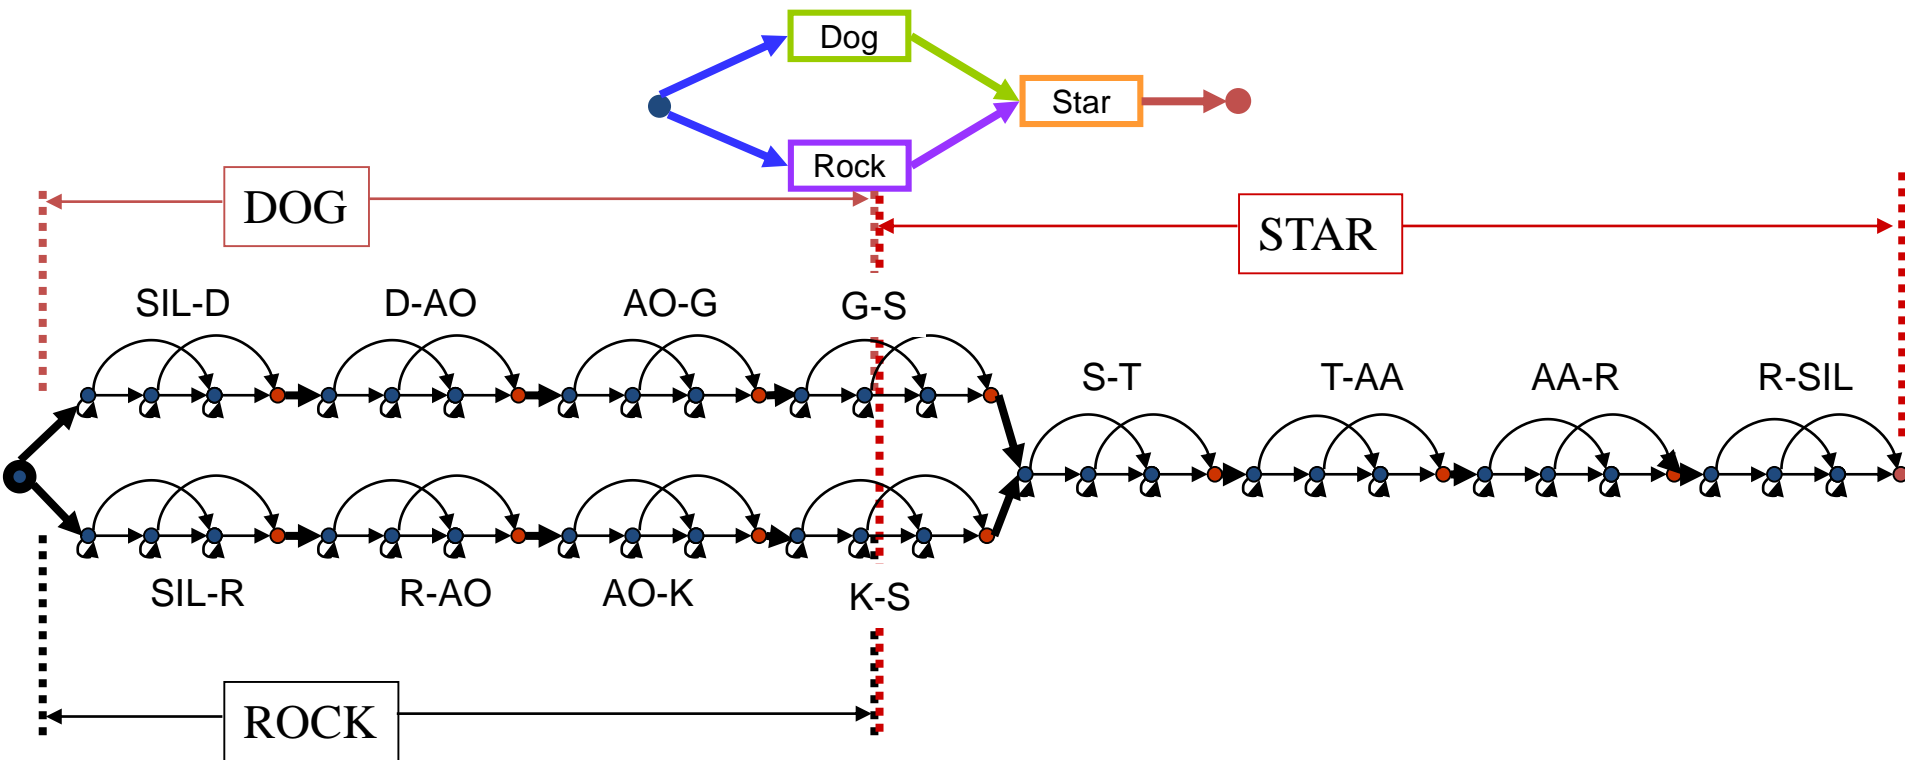 Dog
Star
Rock
DOG
STAR
SIL-D
D-AO
AO-G
G-S
S-T
T-AA
AA-R
R-SIL
SIL-R
R-AO
AO-K
K-S
ROCK